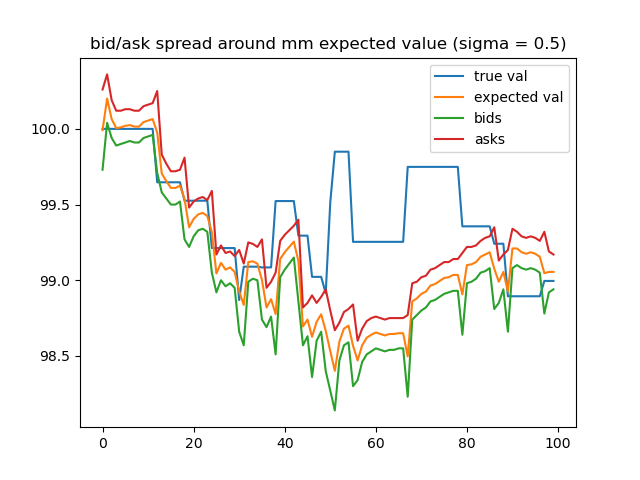 bid/ask spread around mm expected value (sigma = 0.5)
true val
expected val
bids
asks
100.0
99.5
99.0
98.5
0 20 40 60 80 100